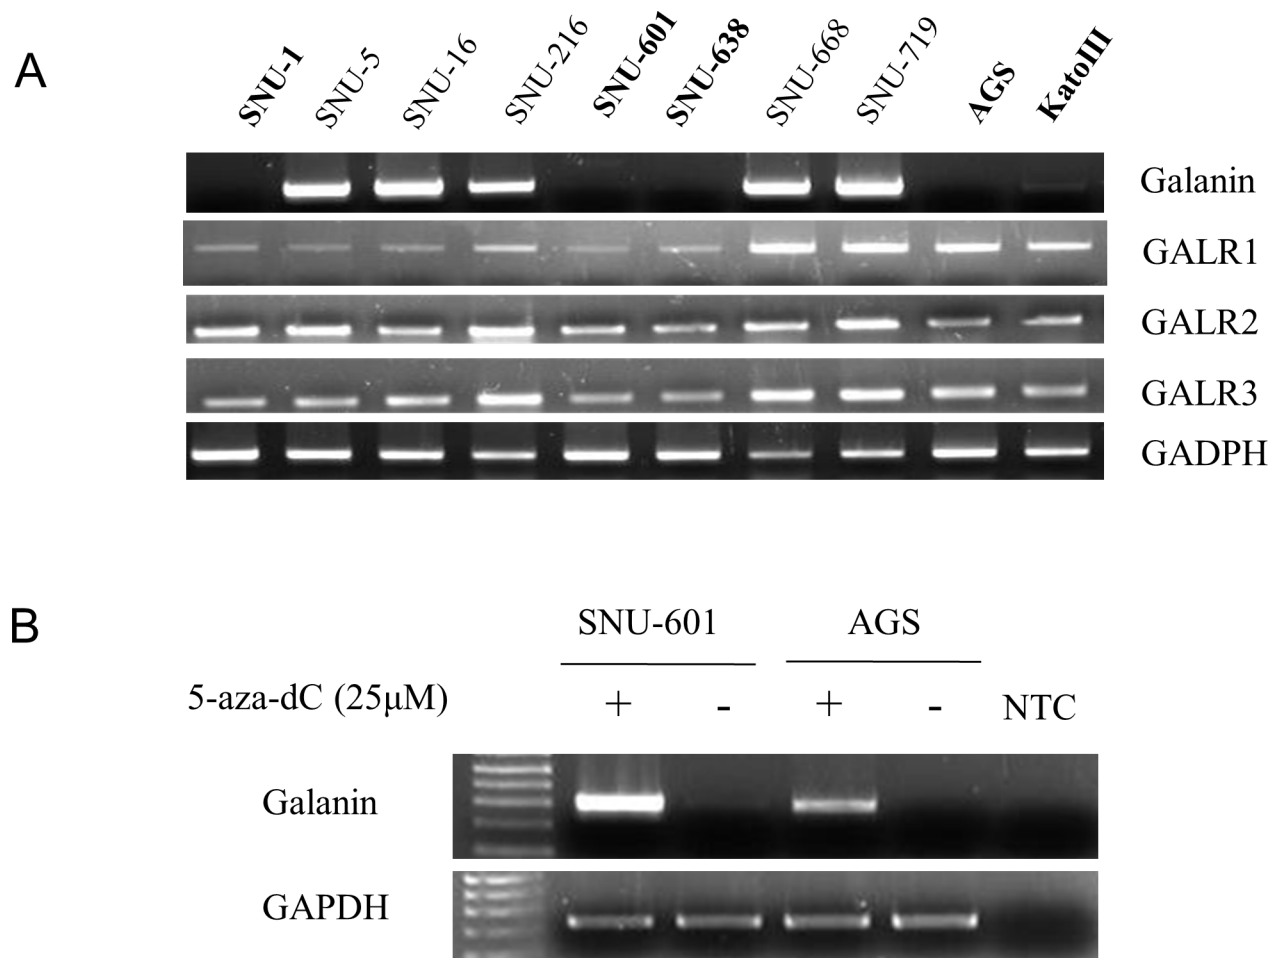 A
SNU-1 SNU-5 SNU-16 SNU-216 SNU-601 SNU-638 SNU-668 SNU-719 AGS KatoIII
Galanin
GALR1
GALR2
GALR3
GADPH
B
SNU-601 AGS
5-aza-dC (25μM) + - + - NTC
Galanin
GAPDH